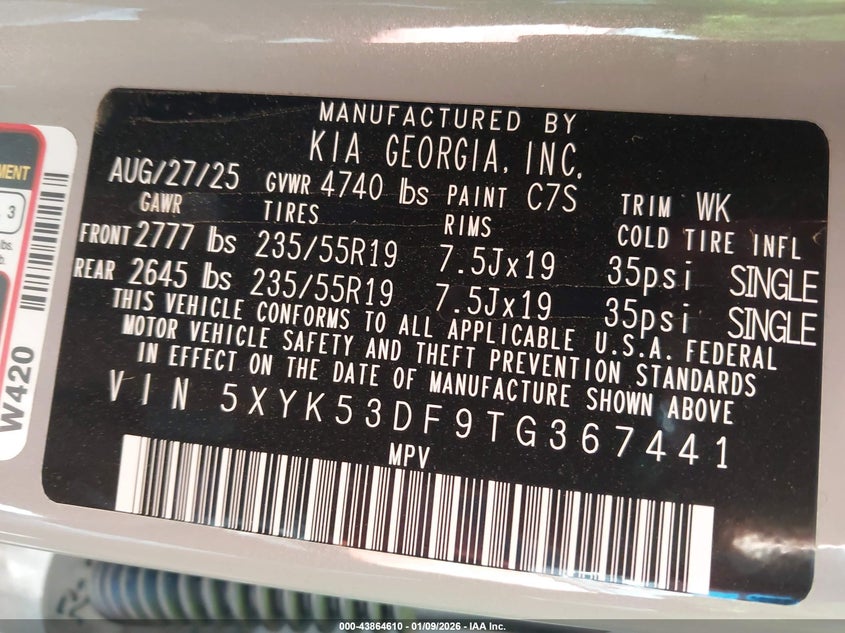 MANUFACTURED BY
KIA GEORGIA, INC.
AUG/27/25 GVWR 4740 lbs PAINT C7S TRIM WK
GAWR TIRES RIMS COLD TIRE INFL
FRONT 2777 lbs 235/55R19 7.5Jx19 35psi SINGLE
REAR 2645 lbs 235/55R19 7.5Jx19 35psi SINGLE
THIS VEHICLE CONFORMS TO ALL APPLICABLE U.S.A. FEDERAL
MOTOR VEHICLE SAFETY AND THEFT PREVENTION STANDARDS
IN EFFECT ON THE DATE OF MANUFACTURE SHOWN ABOVE
VIN 5XYK53DF9TG367441
MPV
MENT
3
lbs.
W420
000-43864610 - 01/09/2026 - IAA Inc.